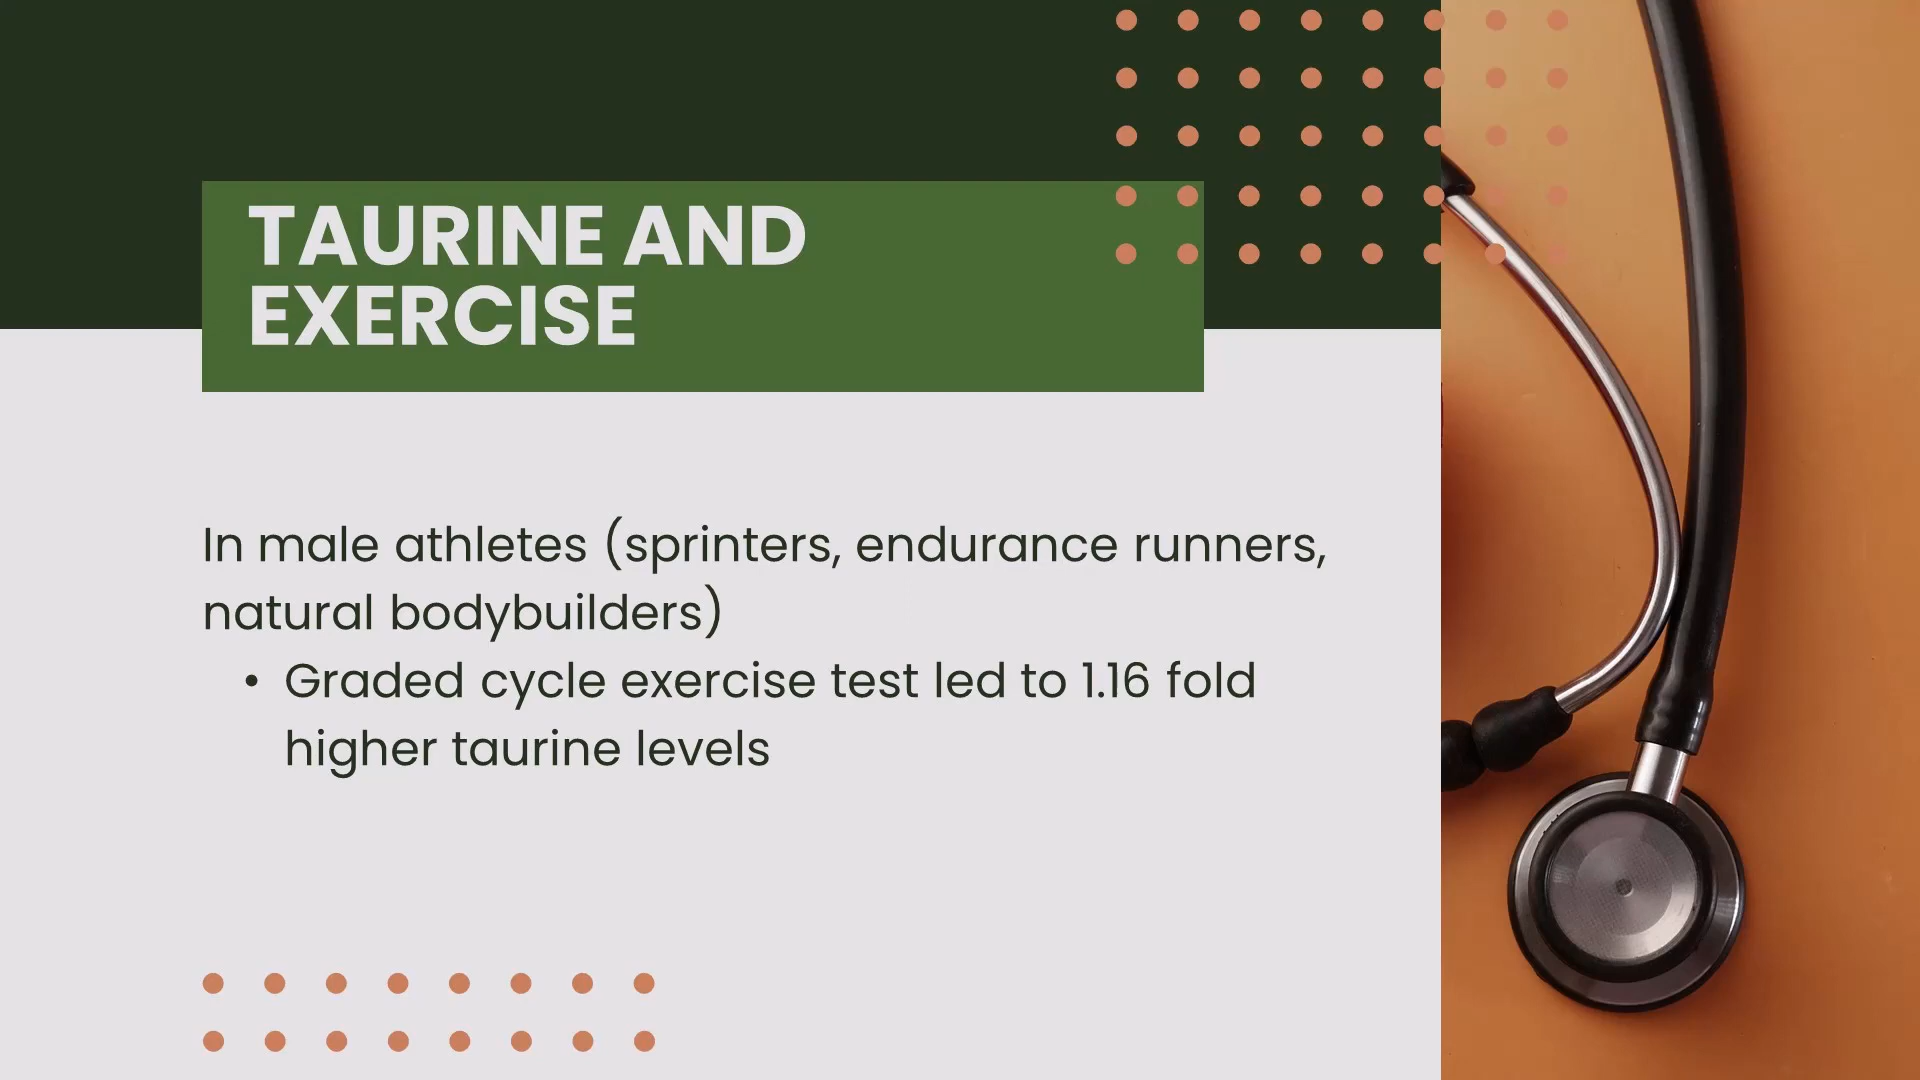 TAURINE AND
EXERCISE
In male athletes (sprinters, endurance runners,
natural bodybuilders)
• Graded cycle exercise test led to 1.16 fold
higher taurine levels